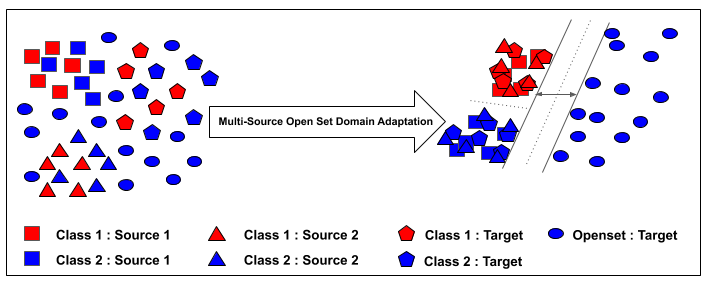 Multi-Source Open Set Domain Adaptation
Class 1 : Source 1
Class 1 : Source 2
Class 1 : Target
Openset : Target
Class 2 : Source 1
Class 2 : Source 2
Class 2 : Target